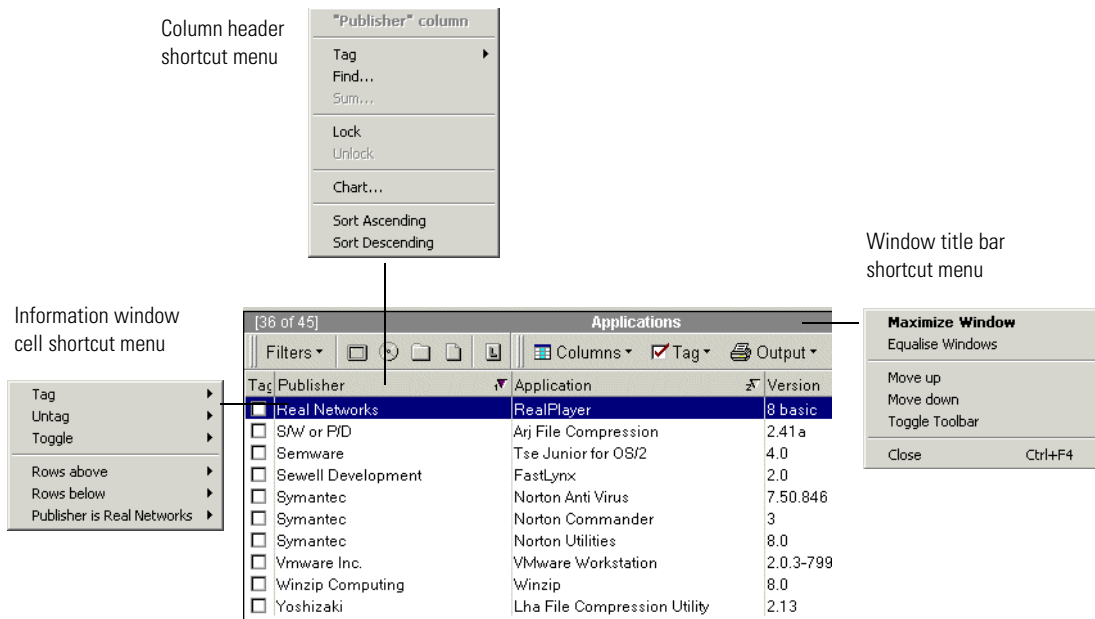 Column header
shortcut menu
"Publisher" column
Tag
Find...
Sum...
Lock
Unlock
Chart...
Sort Ascending
Sort Descending
Window title bar
shortcut menu
Maximize Window
Equalise Windows
Move up
Move down
Toggle Toolbar
Close Ctrl+F4
Information window
cell shortcut menu
Tag
Untag
Toggle
Rows above
Rows below
Publisher is Real Networks
[36 of 45] Applications
Filters Columns Tag Output
Tag Publisher 1 Application 2 Version
Real Networks RealPlayer 8 basic
S/W or P/D Arj File Compression 2.41a
Semware Tse Junior for OS/2 4.0
Sewell Development FastLynx 2.0
Symantec Norton Anti Virus 7.50.846
Symantec Norton Commander 3
Symantec Norton Utilities 8.0
Vmware Inc. VMware Workstation 2.0.3-799
Winzip Computing Winzip 8.0
Yoshizaki Lha File Compression Utility 2.13